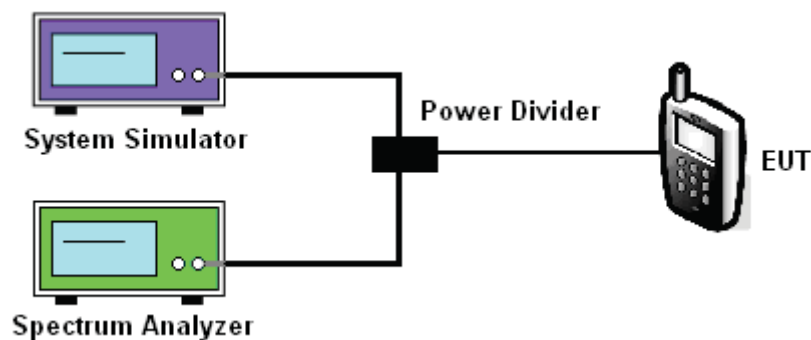 System Simulator
Power Divider
EUT
Spectrum Analyzer